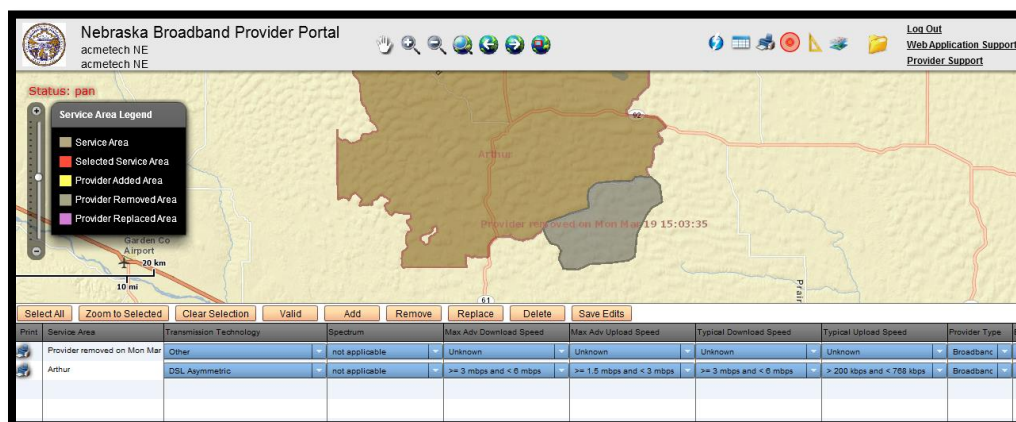 Nebraska Broadband Provider Portal
acmetech NE
acmetech NE
Log Out
Web Application Support
Provider Support
Status: pan
Service Area Legend
Service Area
Selected Service Area
Provider Added Area
Provider Removed Area
Provider Replaced Area
92
Arthur
Provider removed on Mon Mar 19 15:03:35
Garden Co
Airport
20 km
10 mi
61
Prair
Select All Zoom to Selected Clear Selection Valid Add Remove Replace Delete Save Edits
Print Service Area Transmission Technology Spectrum Max Adv Download Speed Max Adv Upload Speed Typical Download Speed Typical Upload Speed Provider Type
Provider removed on Mon Mar Other not applicable Unknown Unknown Unknown Unknown Broadbanc
Arthur DSL Asymmetric not applicable >= 3 mbps and < 6 mbps >= 1.5 mbps and < 3 mbps >= 3 mbps and < 6 mbps > 200 kbps and < 768 kbps Broadbanc